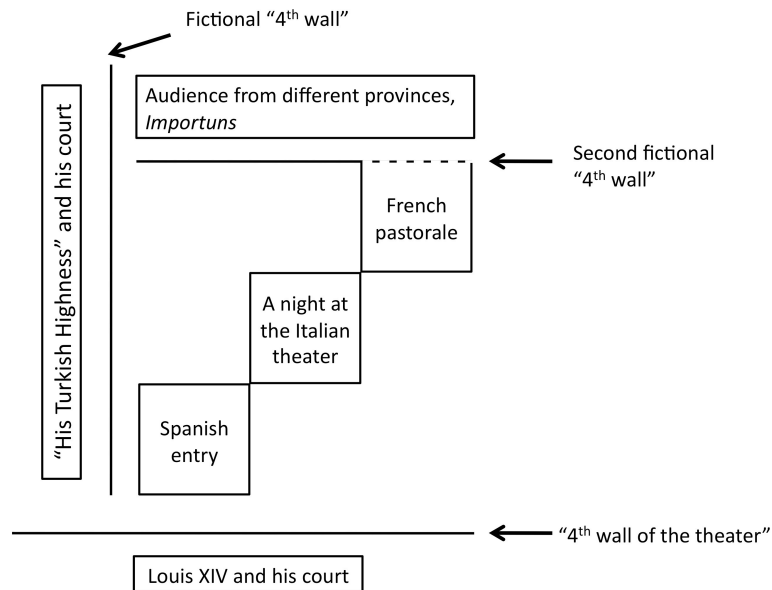 Fictional “4th wall”
“His Turkish Highness” and his court
Audience from different provinces,
Importuns
Second fictional
“4th wall”
French
pastorale
A night at
the Italian
theater
Spanish
entry
“4th wall of the theater”
Louis XIV and his court